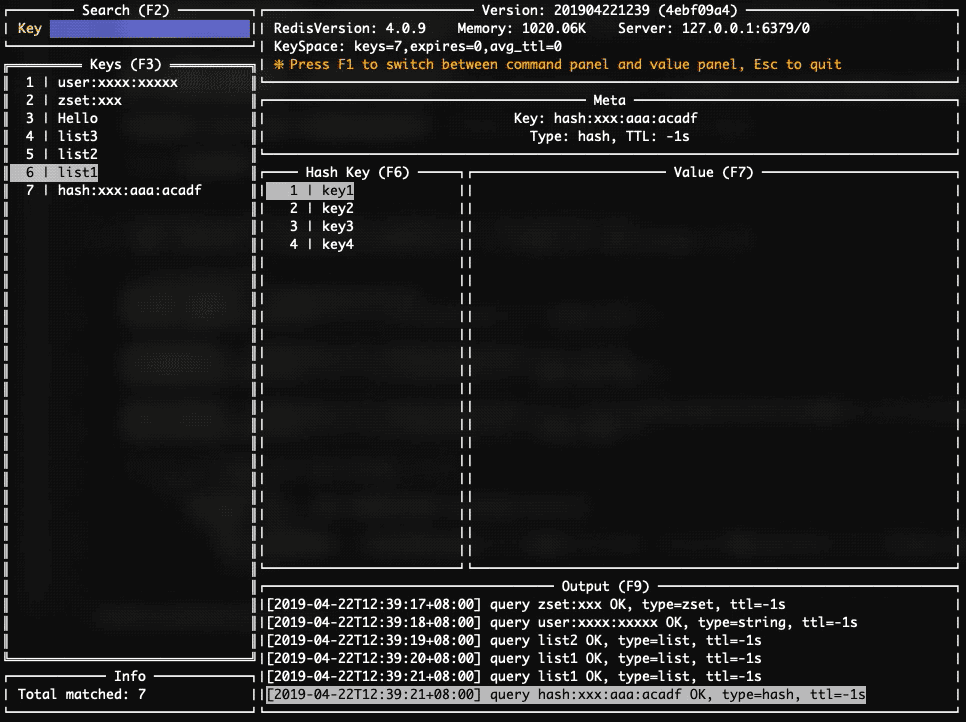 Search (F2)
Key
Keys (F3)
1 | user:xxxx:xxxxx
2 | zset:xxx
3 | Hello
4 | list3
5 | list2
6 | list1
7 | hash:xxx:aaa:acadf
Info
Total matched: 7
Version: 201904221239 (4ebf09a4)
RedisVersion: 4.0.9    Memory: 1020.06K    Server: 127.0.0.1:6379/0
KeySpace: keys=7,expires=0,avg_ttl=0
❈ Press F1 to switch between command panel and value panel, Esc to quit
Meta
Key: hash:xxx:aaa:acadf
Type: hash, TTL: -1s
Hash Key (F6)
1 | key1
2 | key2
3 | key3
4 | key4
Value (F7)
Output (F9)
[2019-04-22T12:39:17+08:00] query zset:xxx OK, type=zset, ttl=-1s
[2019-04-22T12:39:18+08:00] query user:xxxx:xxxxx OK, type=string, ttl=-1s
[2019-04-22T12:39:19+08:00] query list2 OK, type=list, ttl=-1s
[2019-04-22T12:39:20+08:00] query list1 OK, type=list, ttl=-1s
[2019-04-22T12:39:21+08:00] query list1 OK, type=list, ttl=-1s
[2019-04-22T12:39:21+08:00] query hash:xxx:aaa:acadf OK, type=hash, ttl=-1s